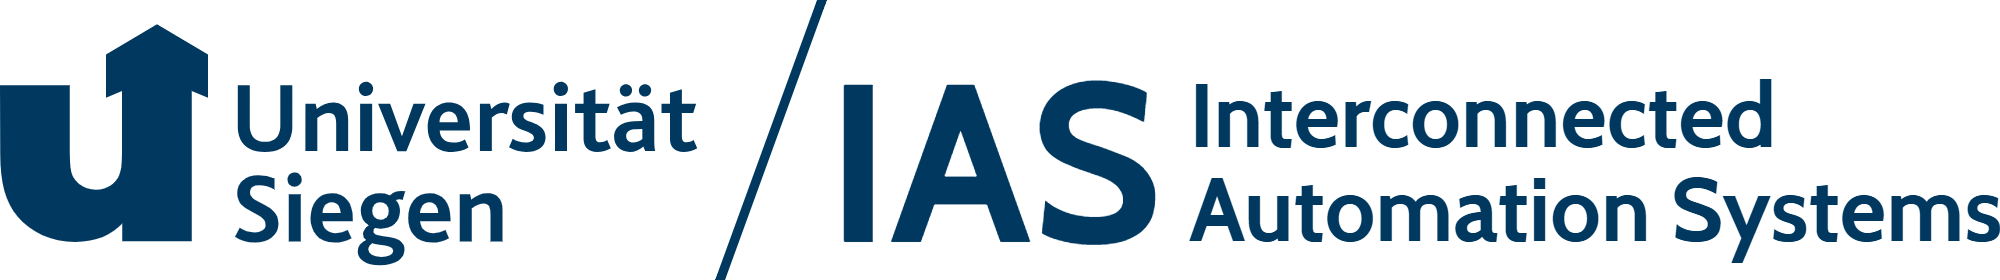 Universität
Siegen
IAS
Interconnected
Automation Systems